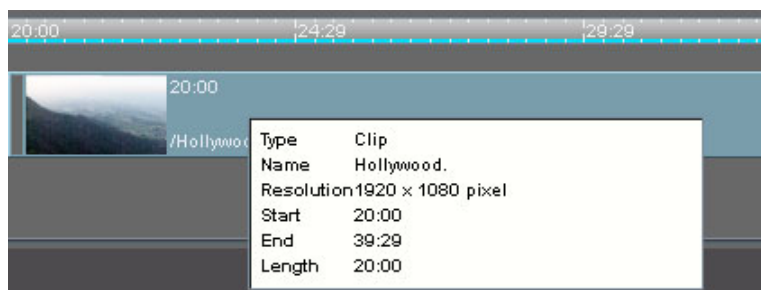 20:00 24:29 29:29
20:00
/Hollywoo
Type Clip
Name Hollywood.
Resolution 1920 x 1080 pixel
Start 20:00
End 39:29
Length 20:00